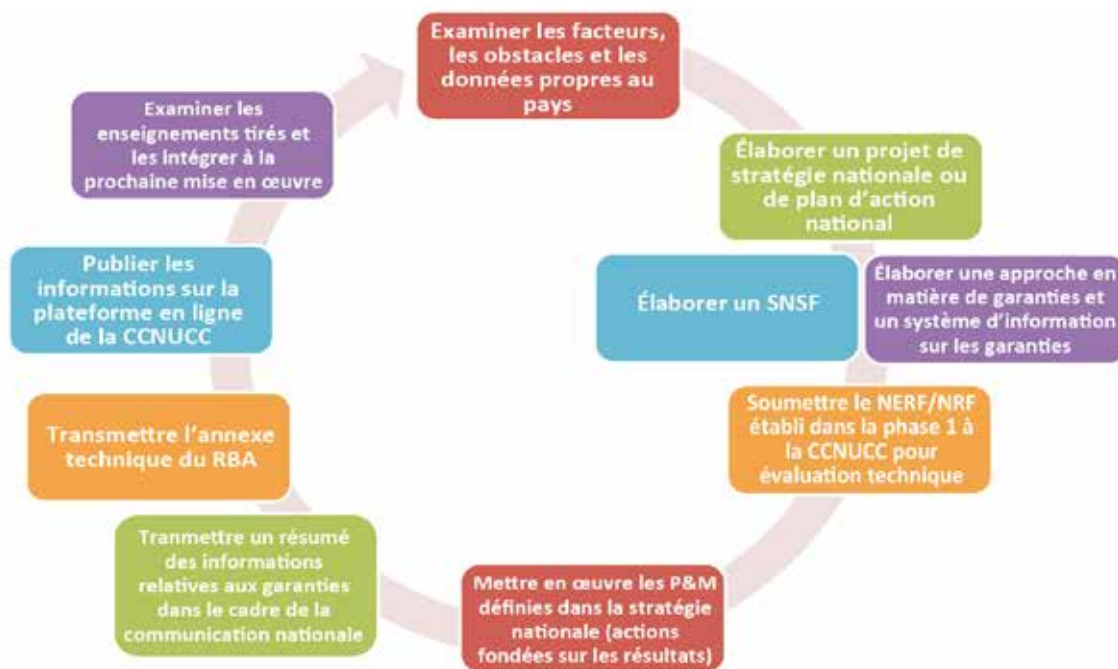 Examiner les facteurs,
les obstacles et les
données propres au
pays
Élaborer un projet de
stratégie nationale ou
de plan d'action
national
Élaborer un SNSF
Élaborer une approche en
matière de garanties et
un système d'information
sur les garanties
Soumettre le NERF/NRF
établi dans la phase 1 à
la CCNUCC pour
évaluation technique
Mettre en œuvre les P&M
définies dans la stratégie
nationale (actions
fondées sur les résultats)
Tranmettre un résumé
des informations
relatives aux garanties
dans le cadre de la
communication nationale
Transmettre l'annexe
technique du RBA
Publier les
informations sur la
plateforme en ligne
de la CCNUCC
Examiner les
enseignements tirés et
les intégrer à la
prochaine mise en œuvre